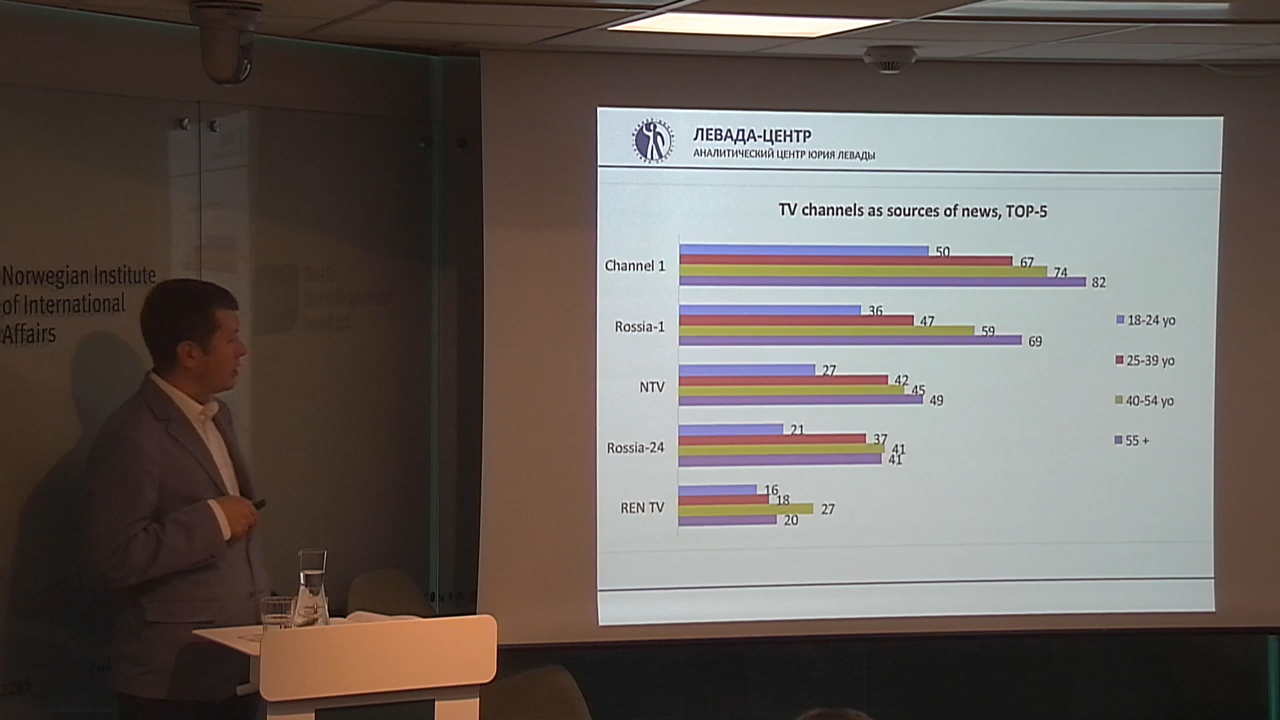 Norwegian Institute
of International
Affairs
ЛЕВАДА-ЦЕНТР
АНАЛИТИЧЕСКИЙ ЦЕНТР ЮРИЯ ЛЕВАДЫ
TV channels as sources of news, TOP-5
Channel 1
50
67
74
82
Rossia-1
36
47
59
69
NTV
27
42
45
49
Rossia-24
21
37
41
41
REN TV
16
18
27
20
18-24 yo
25-39 yo
40-54 yo
55 +